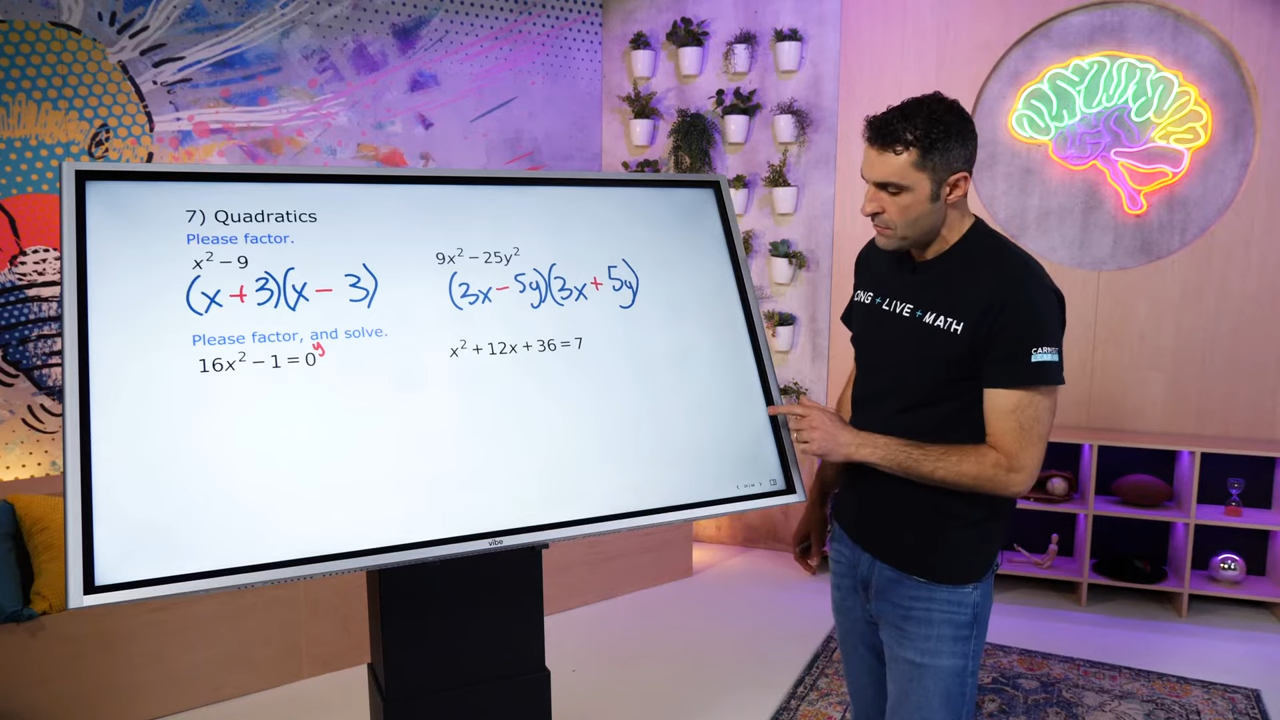 7) Quadratics
Please factor.
x² − 9
9x² − 25y²
(x + 3)(x − 3)
(3x − 5y)(3x + 5y)
Please factor, and solve.
16x² − 1 = 0
y
x² + 12x + 36 = 7
vibe
ONG + LIVE + MATH